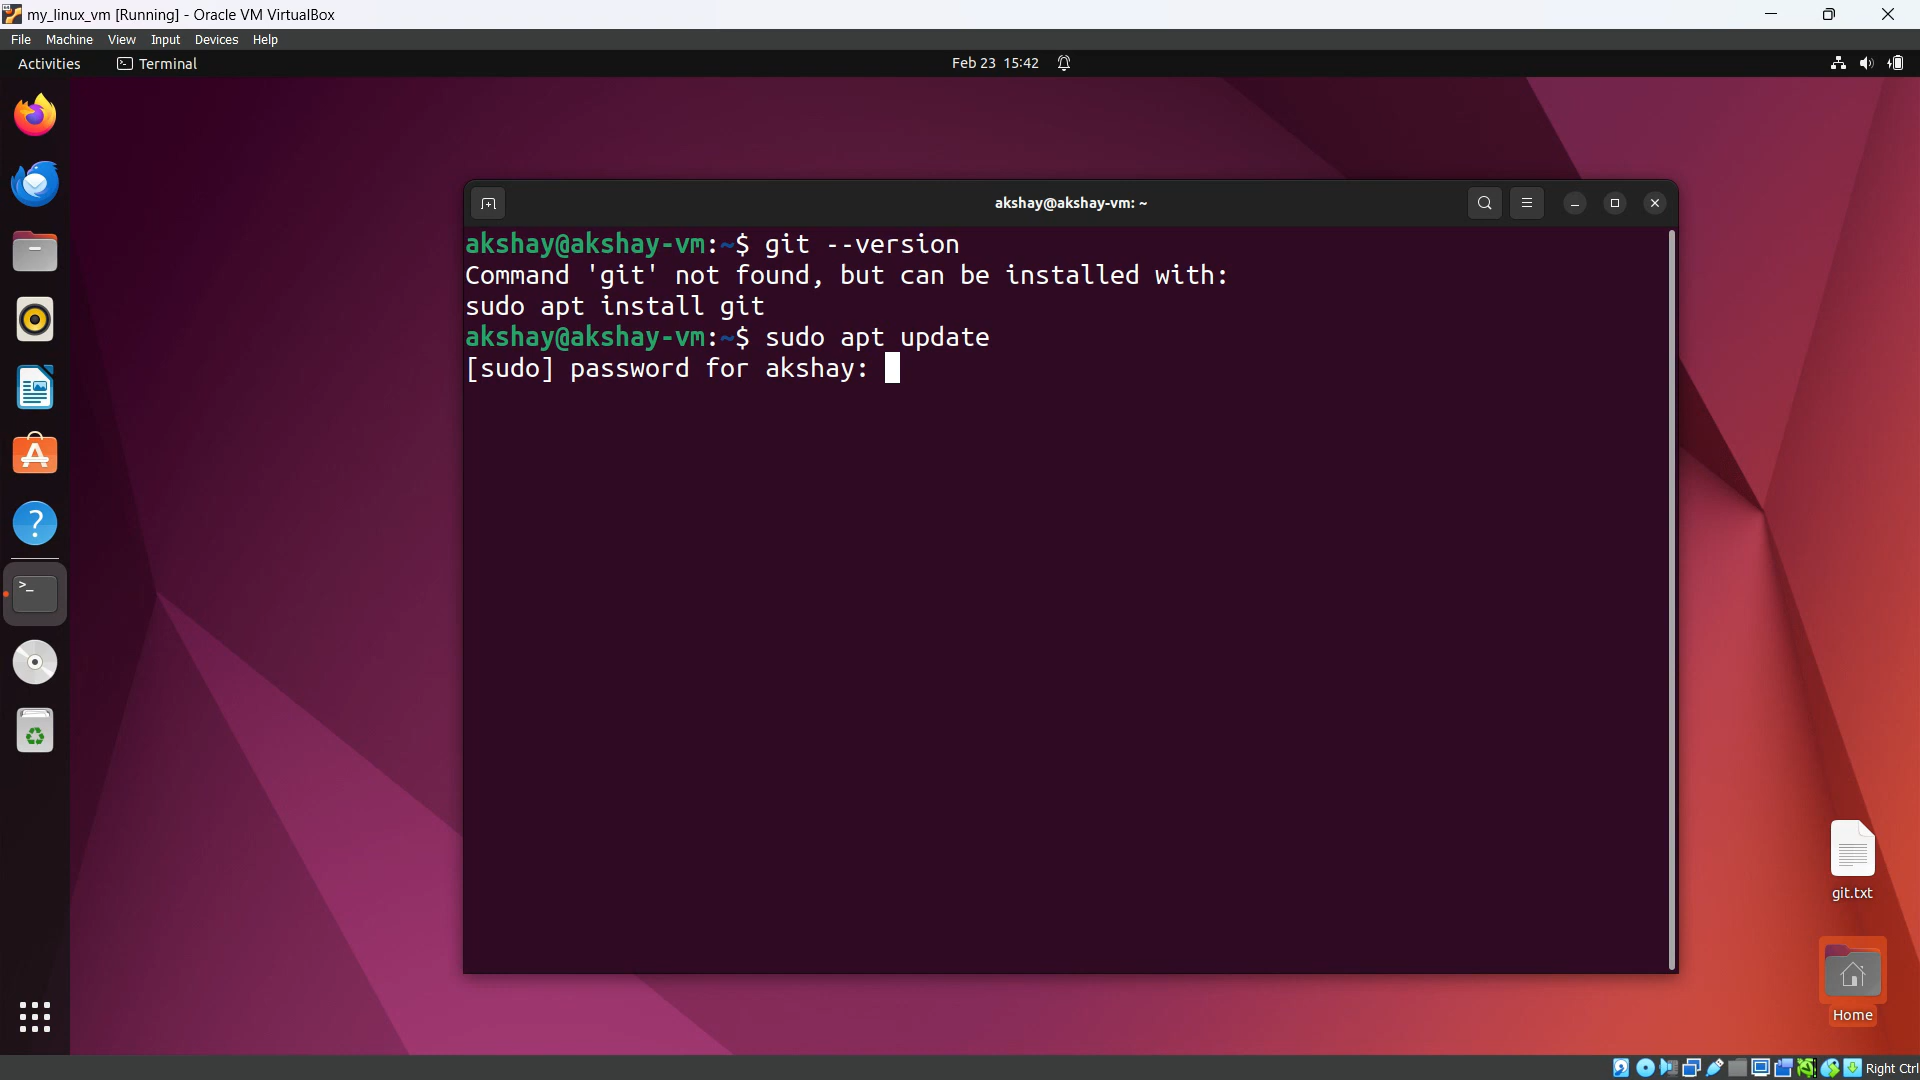 my_linux_vm [Running] - Oracle VM VirtualBox
File Machine View Input Devices Help
Activities Terminal Feb 23 15:42
akshay@akshay-vm: ~
akshay@akshay-vm:~$ git --version
Command 'git' not found, but can be installed with:
sudo apt install git
akshay@akshay-vm:~$ sudo apt update
[sudo] password for akshay:
git.txt
Home
Right Ctrl